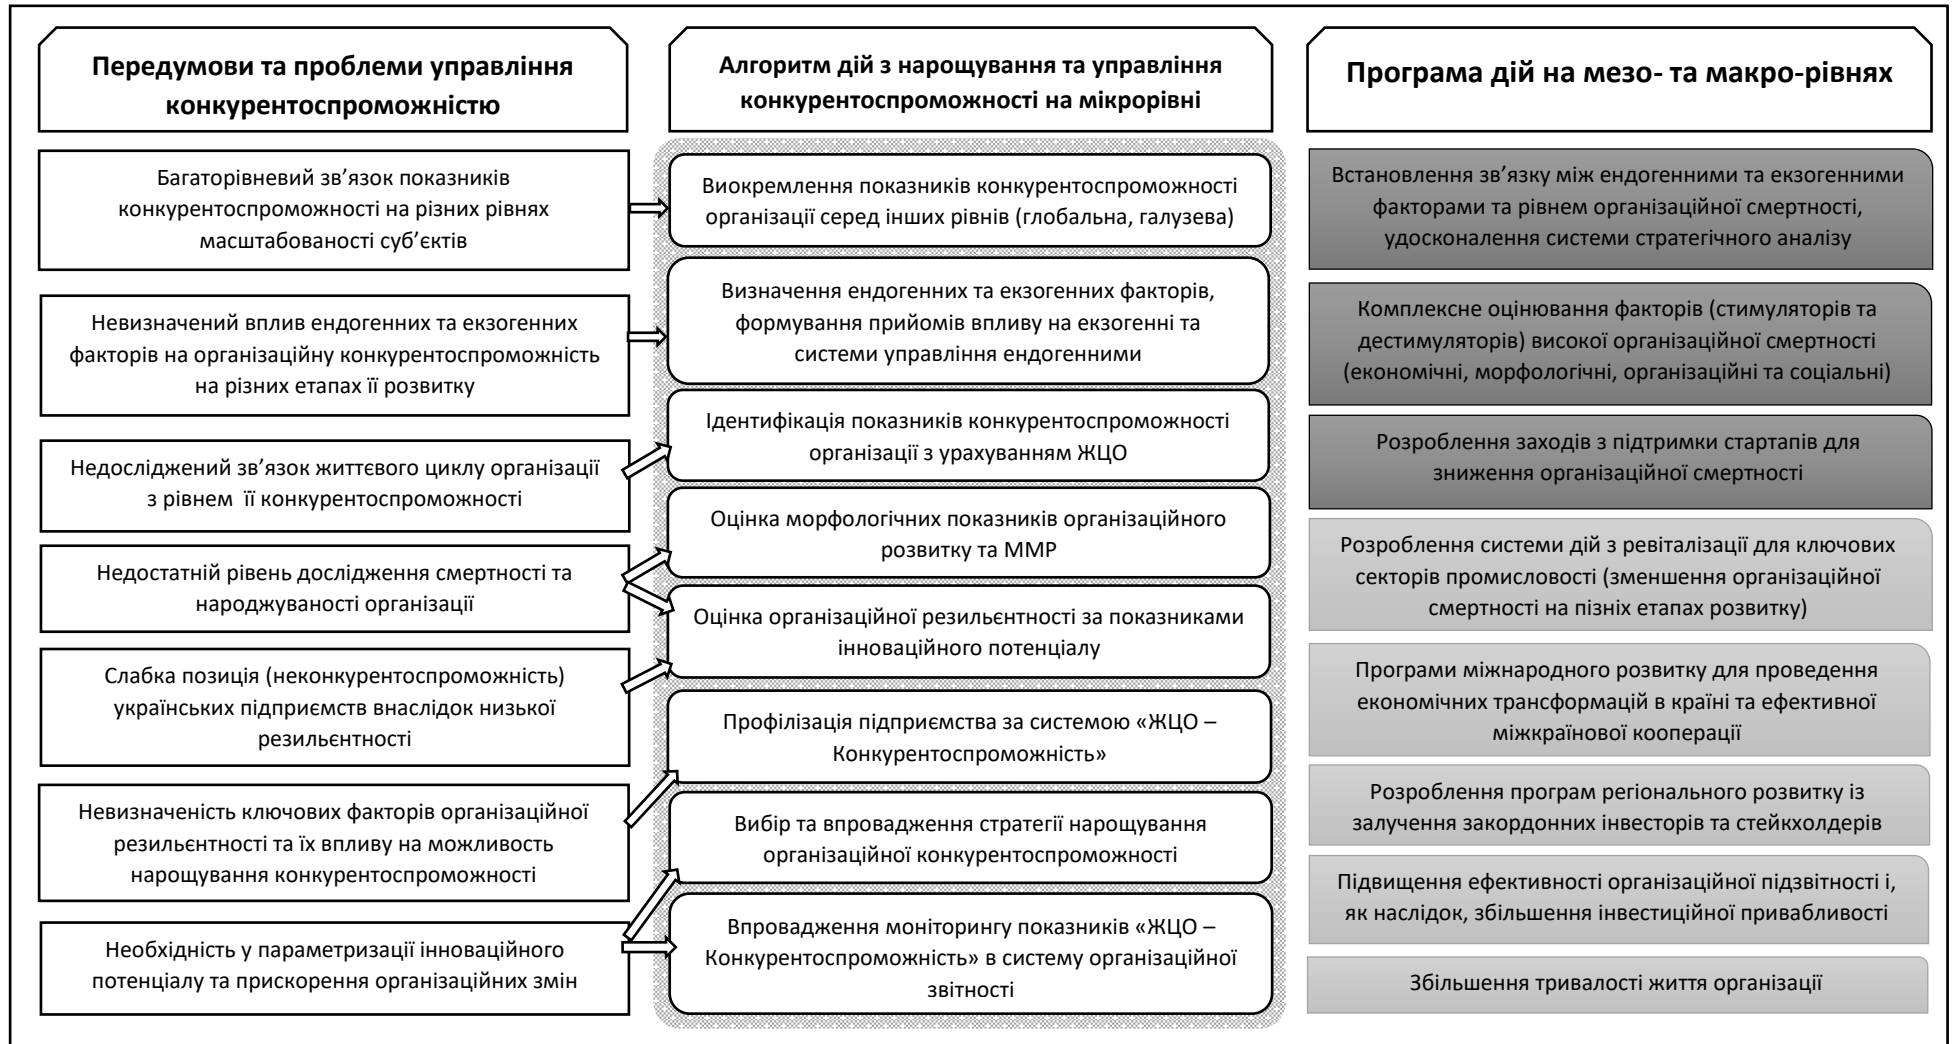 Передумови та проблеми управління
конкурентоспроможністю
Багаторівневий зв’язок показників
конкурентоспроможності на різних рівнях
масштабованості суб’єктів
Невизначений вплив ендогенних та екзогенних
факторів на організаційну конкурентоспроможність
на різних етапах її розвитку
Недосліджений зв’язок життєвого циклу організації
з рівнем її конкурентоспроможності
Недостатній рівень дослідження смертності та
народжуваності організації
Слабка позиція (неконкурентоспроможність)
українських підприємств внаслідок низької
резильєнтності
Невизначеність ключових факторів організаційної
резильєнтності та їх впливу на можливість
нарощування конкурентоспроможності
Необхідність у параметризації інноваційного
потенціалу та прискорення організаційних змін
Алгоритм дій з нарощування та управління
конкурентоспроможності на мікрорівні
Виокремлення показників конкурентоспроможності
організації серед інших рівнів (глобальна, галузева)
Визначення ендогенних та екзогенних факторів,
формування прийомів впливу на екзогенні та
системи управління ендогенними
Ідентифікація показників конкурентоспроможності
організації з урахуванням ЖЦО
Оцінка морфологічних показників організаційного
розвитку та ММР
Оцінка організаційної резильєнтності за показниками
інноваційного потенціалу
Профілізація підприємства за системою «ЖЦО –
Конкурентоспроможність»
Вибір та впровадження стратегії нарощування
організаційної конкурентоспроможності
Впровадження моніторингу показників «ЖЦО –
Конкурентоспроможність» в систему організаційної
звітності
Програма дій на мезо- та макро-рівнях
Встановлення зв’язку між ендогенними та екзогенними
факторами та рівнем організаційної смертності,
удосконалення системи стратегічного аналізу
Комплексне оцінювання факторів (стимуляторів та
дестимуляторів) високої організаційної смертності
(економічні, морфологічні, організаційні та соціальні)
Розроблення заходів з підтримки стартапів для
зниження організаційної смертності
Розроблення системи дій з ревіталізації для ключових
секторів промисловості (зменшення організаційної
смертності на пізніх етапах розвитку)
Програми міжнародного розвитку для проведення
економічних трансформацій в країні та ефективної
міжкраїнової кооперації
Розроблення програм регіонального розвитку із
залучення закордонних інвесторів та стейкхолдерів
Підвищення ефективності організаційної підзвітності і,
як наслідок, збільшення інвестиційної привабливості
Збільшення тривалості життя організації